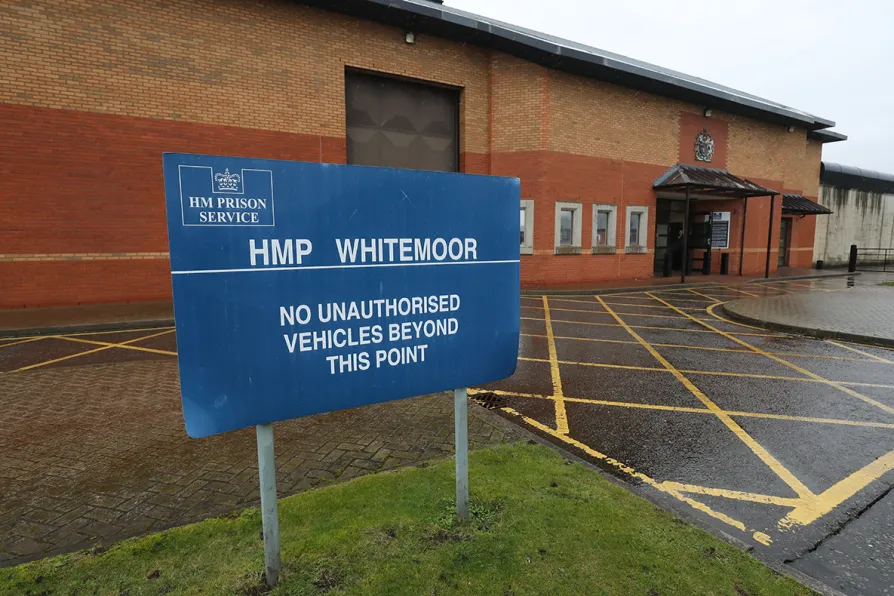 HM PRISON
SERVICE
HMP WHITEMOOR
NO UNAUTHORISED
VEHICLES BEYOND
THIS POINT